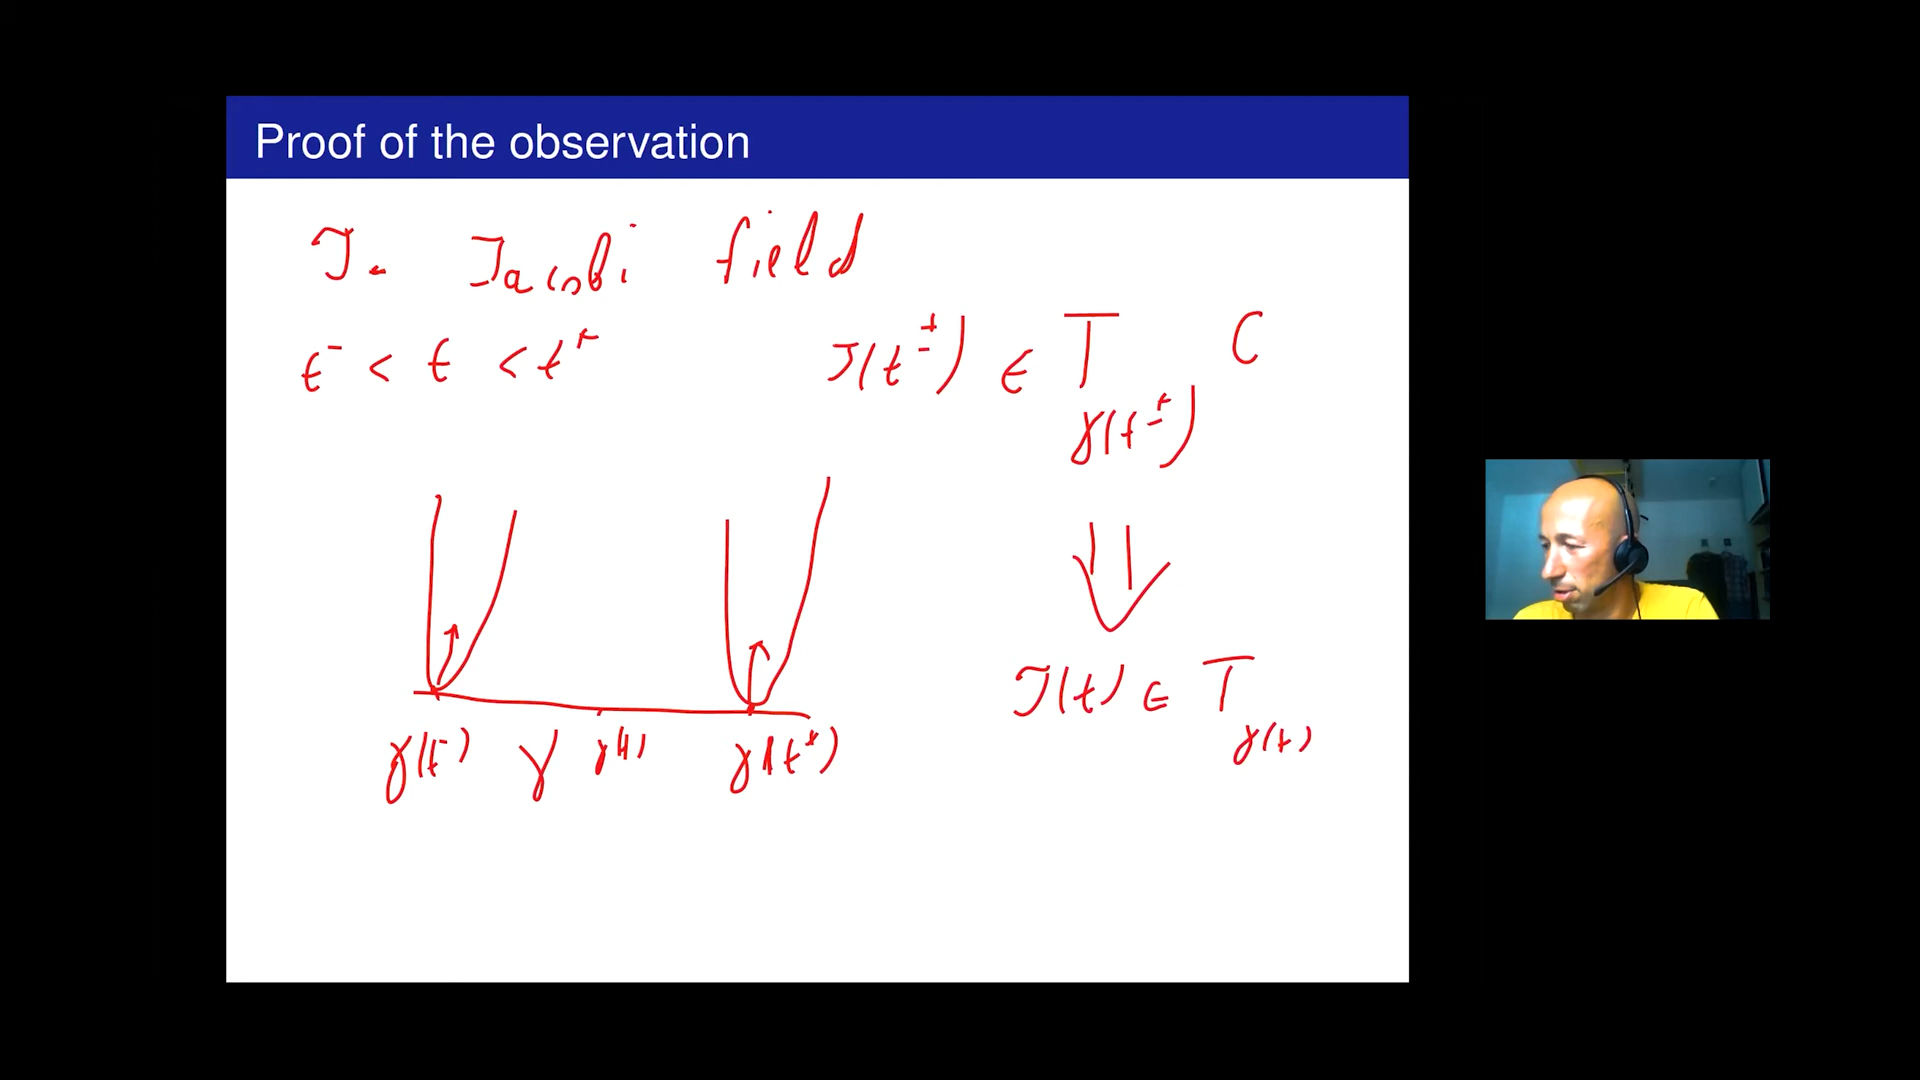 Proof of the observation
J - Jacobi field
t⁻ < t < t⁺ J(t^±) ∈ T_{γ(t^±)} C
⇓
J(t) ∈ T_{γ(t)}
γ(t⁻) γ γ(t) γ(t⁺)